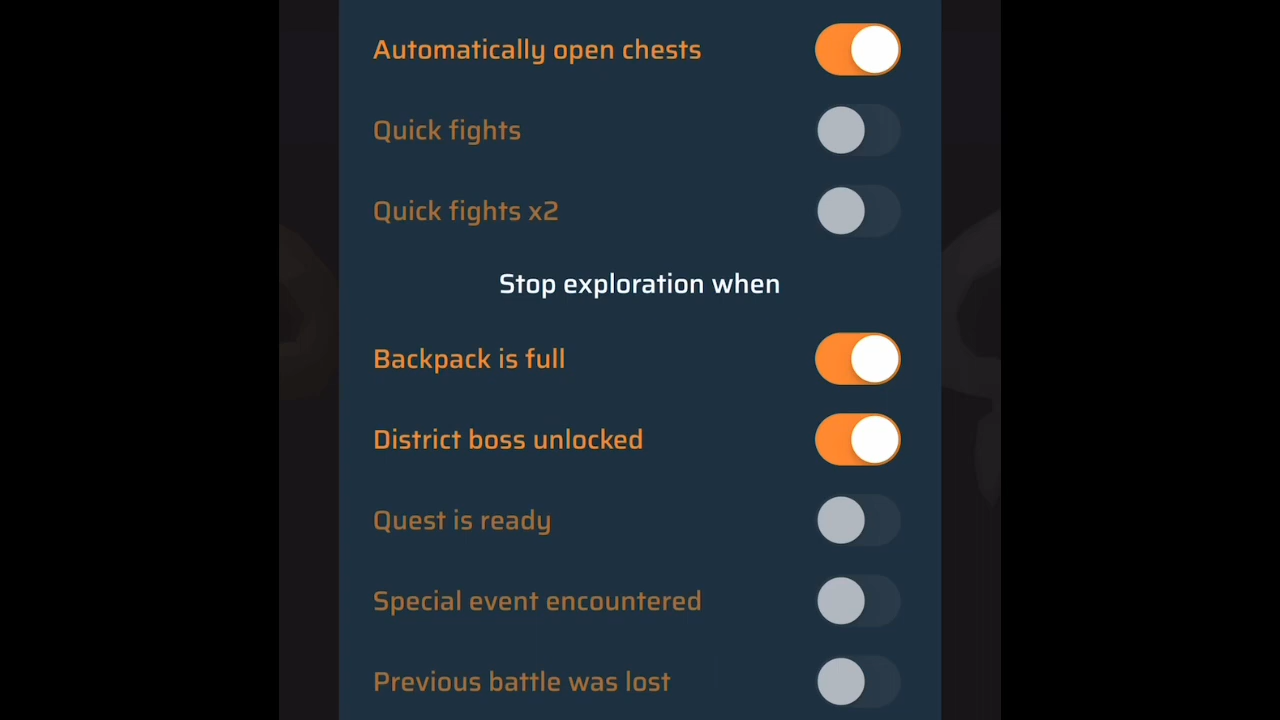 Automatically open chests
Quick fights
Quick fights x2
Stop exploration when
Backpack is full
District boss unlocked
Quest is ready
Special event encountered
Previous battle was lost